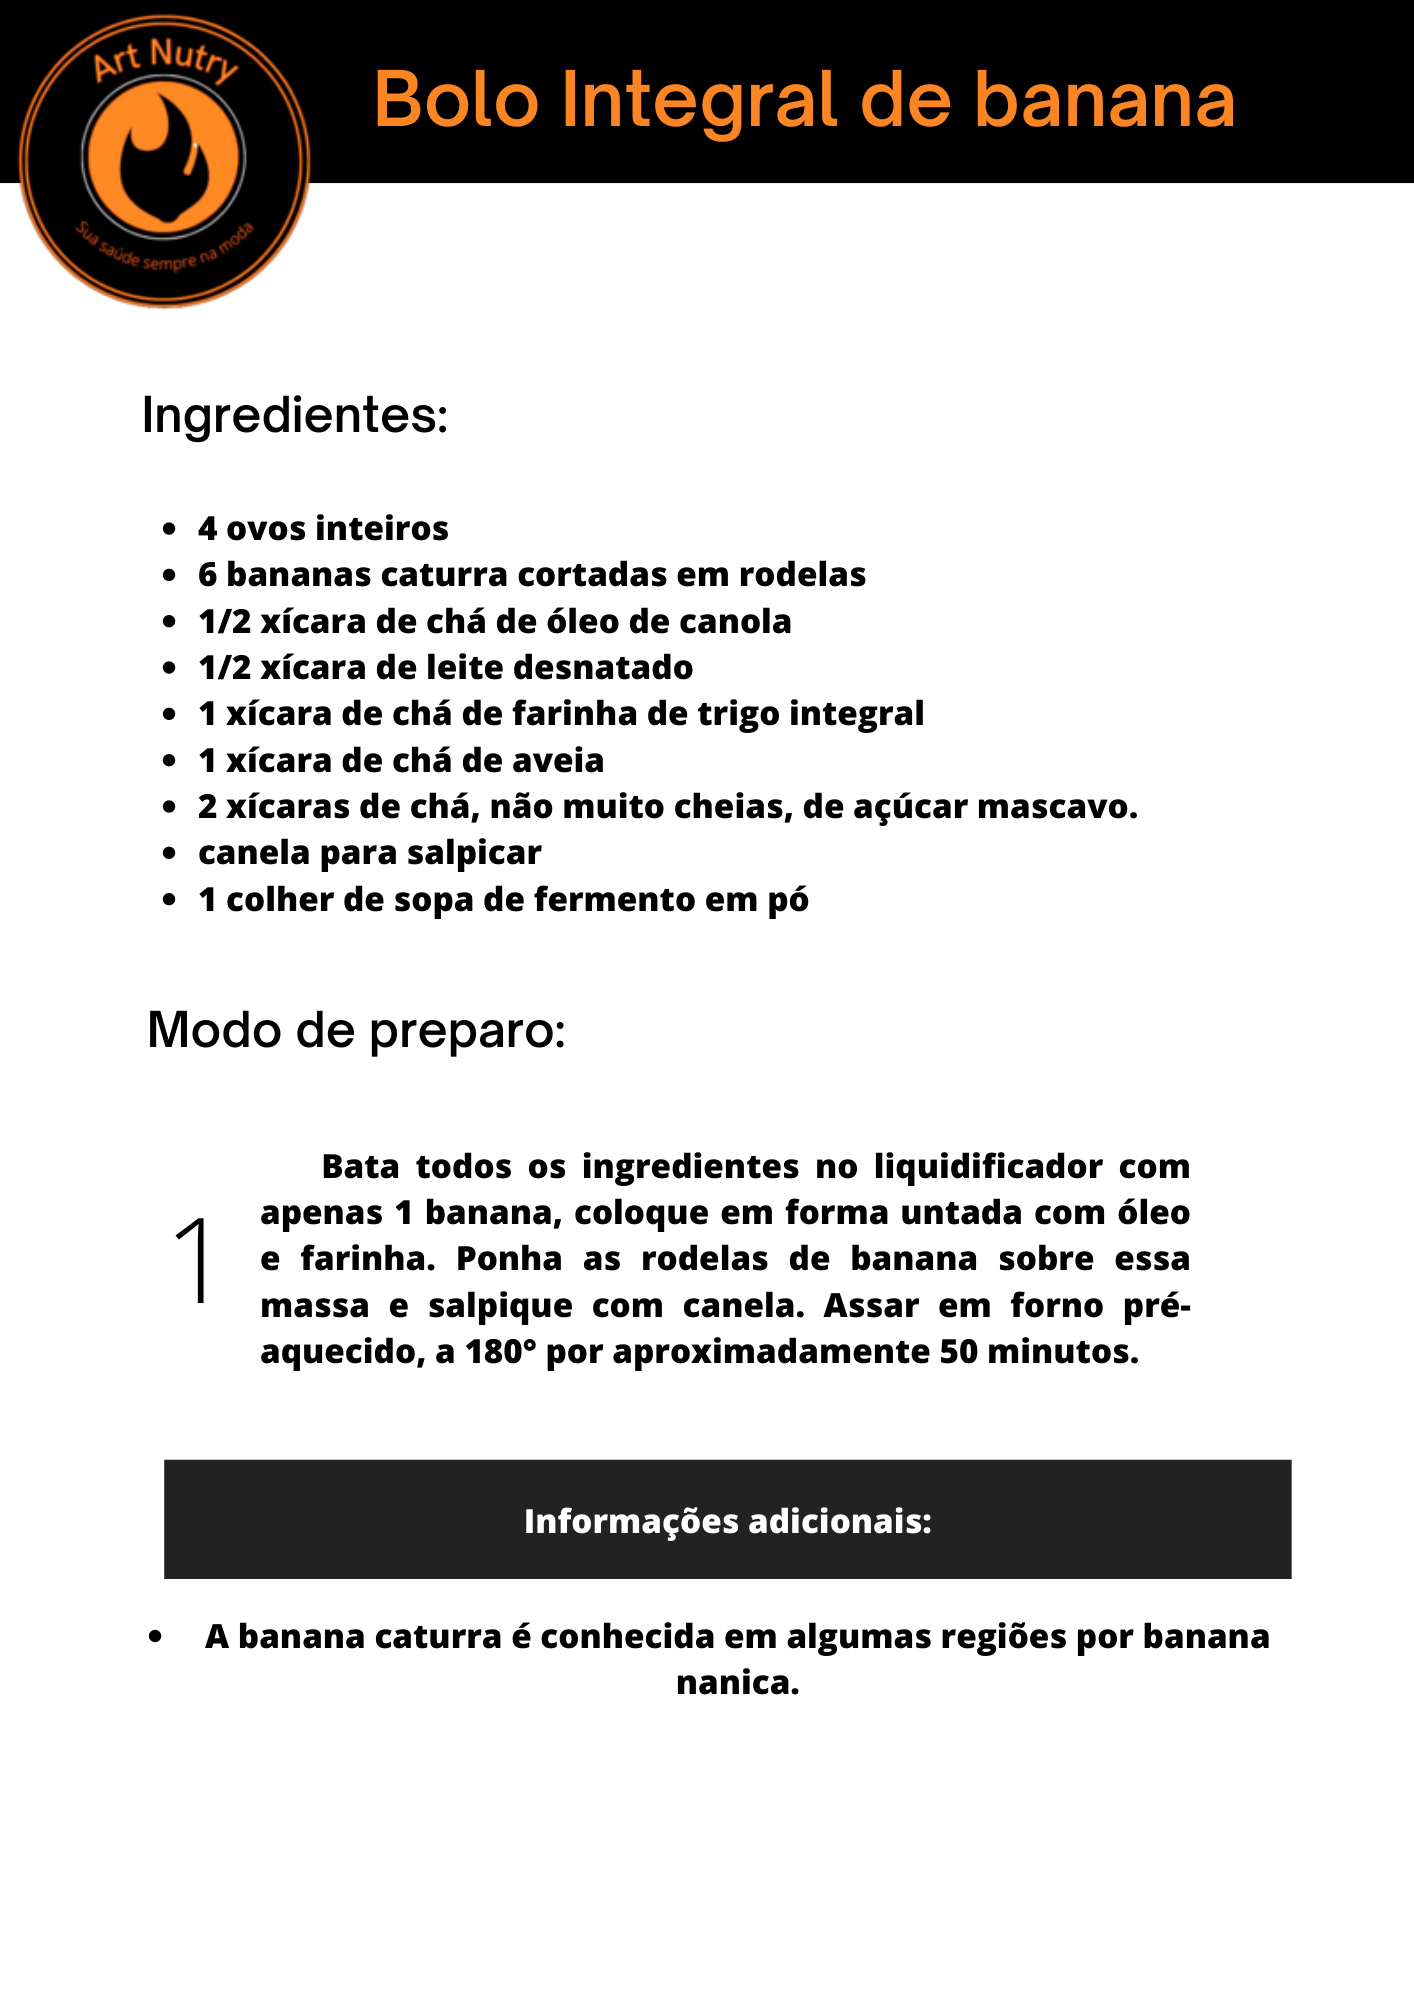 Art Nutry
Sua saúde sempre na moda
Bolo Integral de banana
Ingredientes:
• 4 ovos inteiros
• 6 bananas caturra cortadas em rodelas
• 1/2 xícara de chá de óleo de canola
• 1/2 xícara de leite desnatado
• 1 xícara de chá de farinha de trigo integral
• 1 xícara de chá de aveia
• 2 xícaras de chá, não muito cheias, de açúcar mascavo.
• canela para salpicar
• 1 colher de sopa de fermento em pó
Modo de preparo:
1
Bata todos os ingredientes no liquidificador com
apenas 1 banana, coloque em forma untada com óleo
e farinha. Ponha as rodelas de banana sobre essa
massa e salpique com canela. Assar em forno pré-
aquecido, a 180° por aproximadamente 50 minutos.
Informações adicionais:
• A banana caturra é conhecida em algumas regiões por banana
nanica.